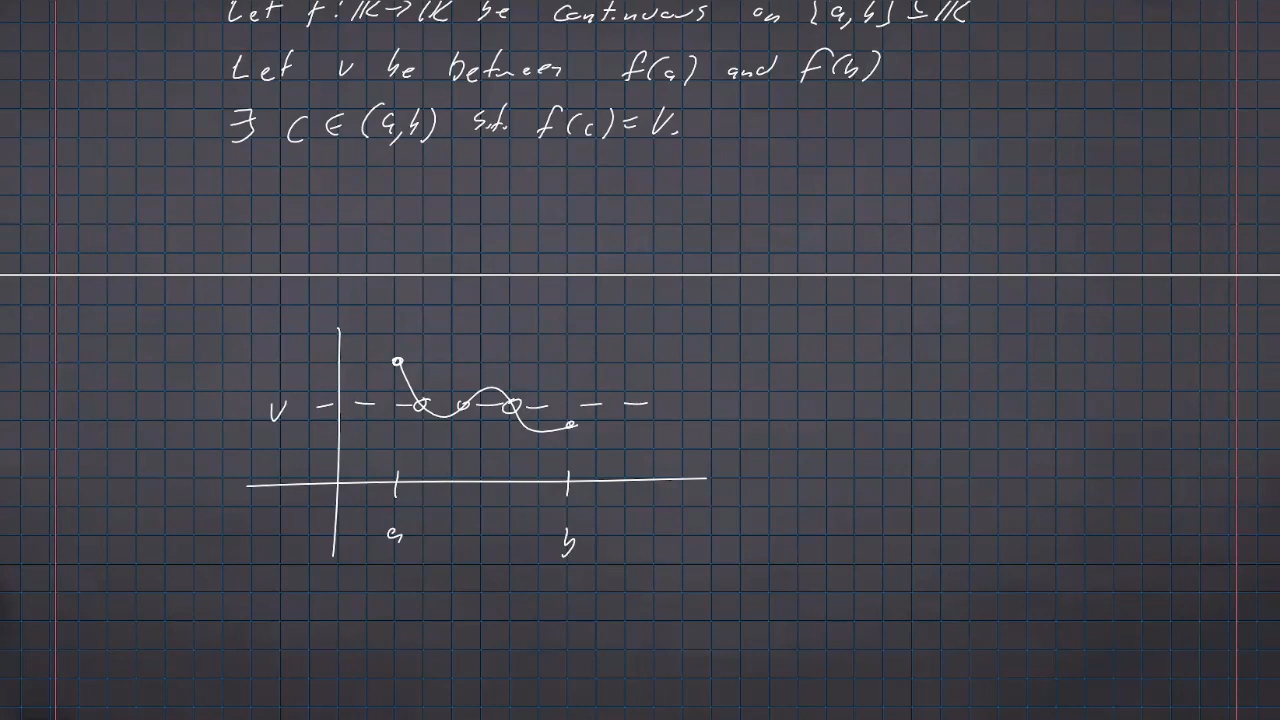 Let f : ℝ → ℝ be continuous on [a,b] ⊆ ℝ
Let v be between f(a) and f(b)
∃ c ∈ (a,b) s.t. f(c) = v.
v
a
b